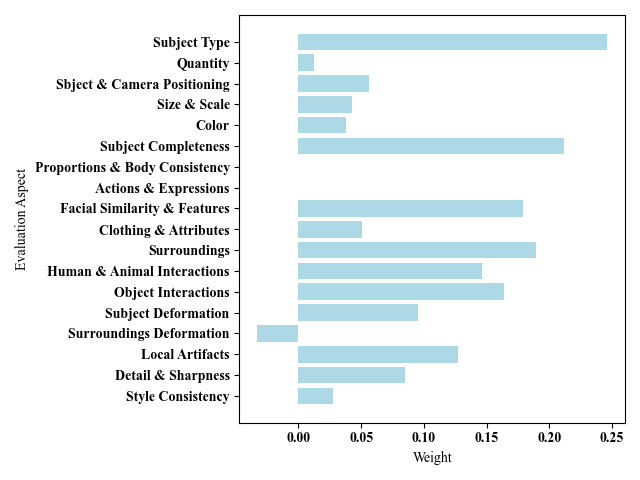 Subject Type
Quantity
Sbject & Camera Positioning
Size & Scale
Color
Subject Completeness
Proportions & Body Consistency
Actions & Expressions
Facial Similarity & Features
Clothing & Attributes
Surroundings
Human & Animal Interactions
Object Interactions
Subject Deformation
Surroundings Deformation
Local Artifacts
Detail & Sharpness
Style Consistency
Evaluation Aspect
0.00 0.05 0.10 0.15 0.20 0.25
Weight